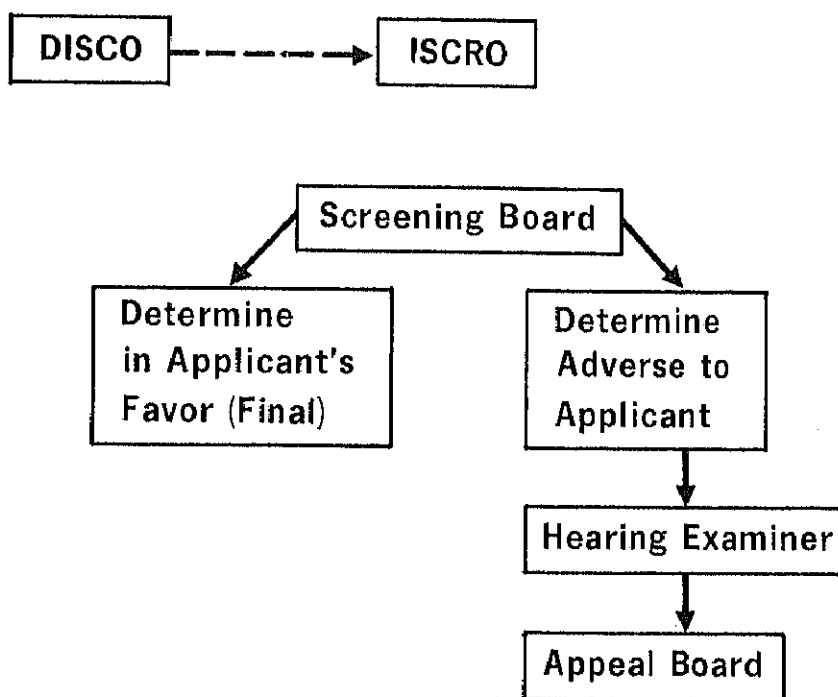 DISCO
ISCRO
Screening Board
Determine
in Applicant's
Favor (Final)
Determine
Adverse to
Applicant
Hearing Examiner
Appeal Board